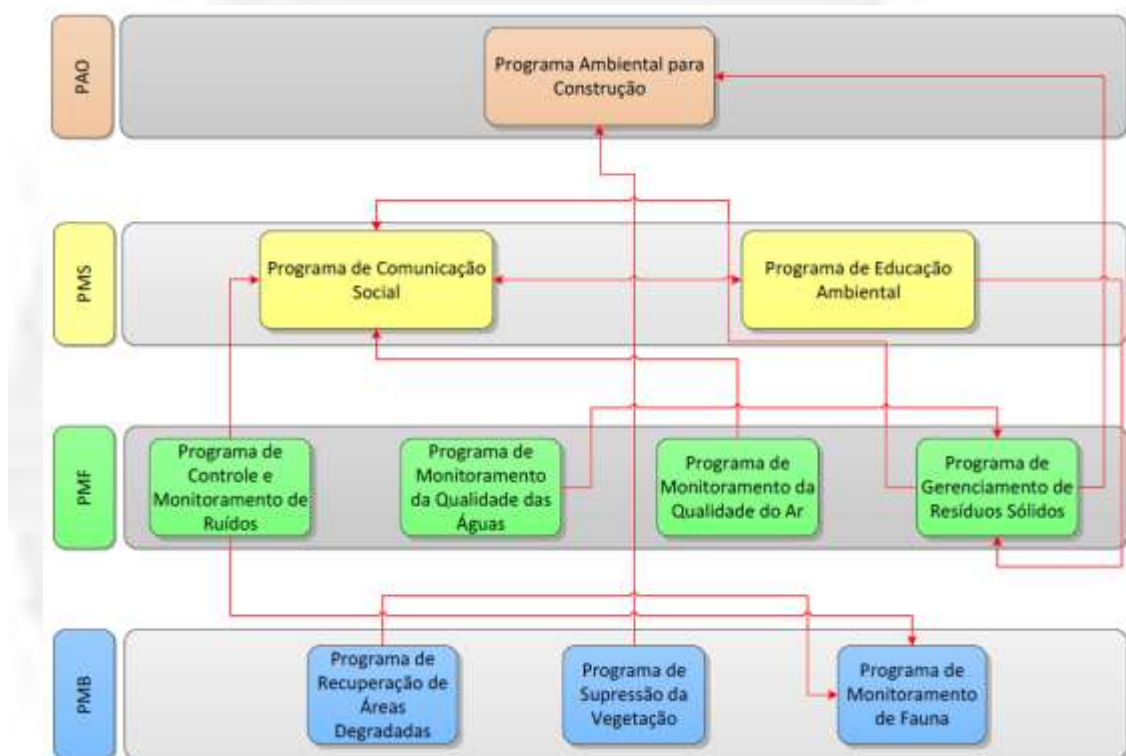 PAO
Programa Ambiental para
Construção
PMS
Programa de Comunicação
Social
Programa de Educação
Ambiental
PMF
Programa de
Controle e
Monitoramento de
Ruídos
Programa de
Monitoramento
da Qualidade das
Águas
Programa de
Monitoramento da
Qualidade do Ar
Programa de
Gerenciamento de
Resíduos Sólidos
PMB
Programa de
Recuperação de
Áreas
Degradadas
Programa de
Supressão da
Vegetação
Programa de
Monitoramento
de Fauna